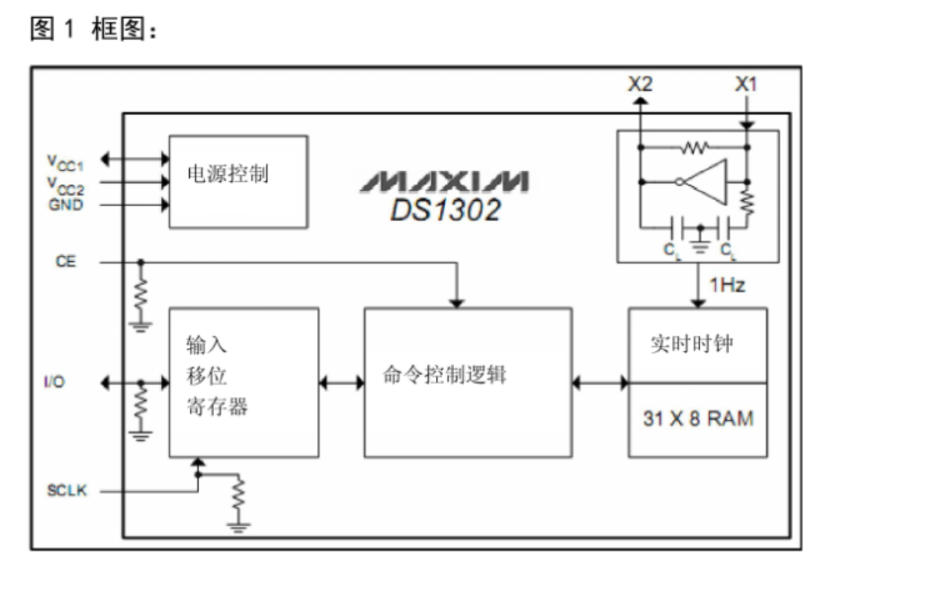 图 1 框图：
X2
X1
VCC1
VCC2
GND
电源控制
MAXIM
DS1302
CL
CL
CE
1Hz
输入
移位
寄存器
命令控制逻辑
实时时钟
31 X 8 RAM
I/O
SCLK